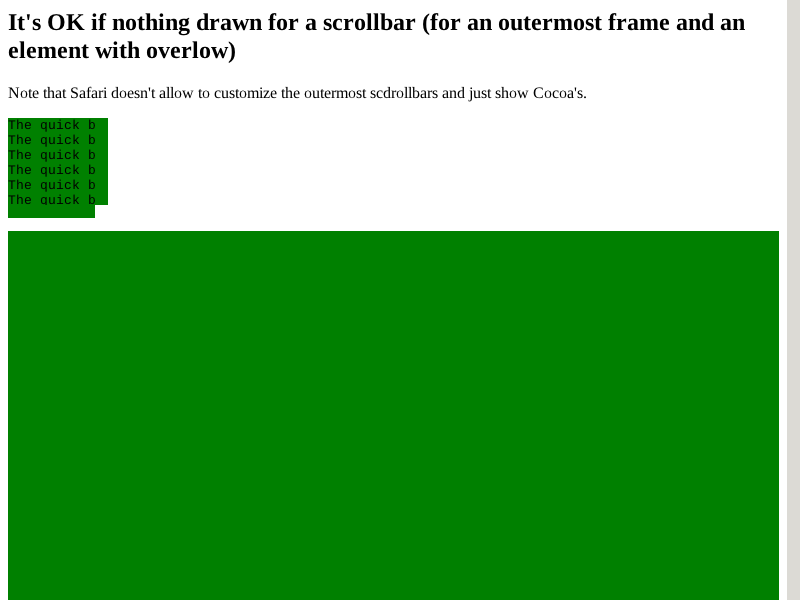 It's OK if nothing drawn for a scrollbar (for an outermost frame and an
element with overlow)
Note that Safari doesn't allow to customize the outermost scdrollbars and just show Cocoa's.
The quick b
The quick b
The quick b
The quick b
The quick b
The quick b